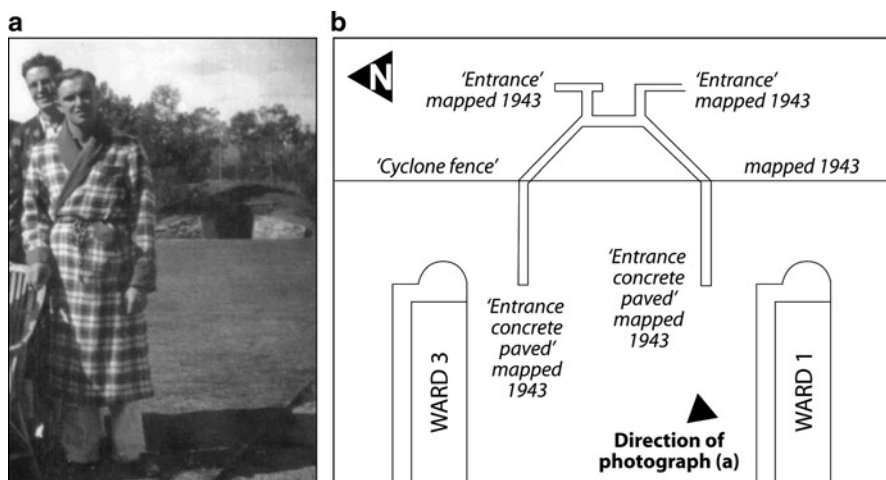 a
b
N
'Entrance'
mapped 1943
'Entrance'
mapped 1943
'Cyclone fence'
mapped 1943
'Entrance
concrete
paved'
mapped
1943
'Entrance
concrete
paved'
mapped
1943
WARD 3
WARD 1
Direction of
photograph (a)